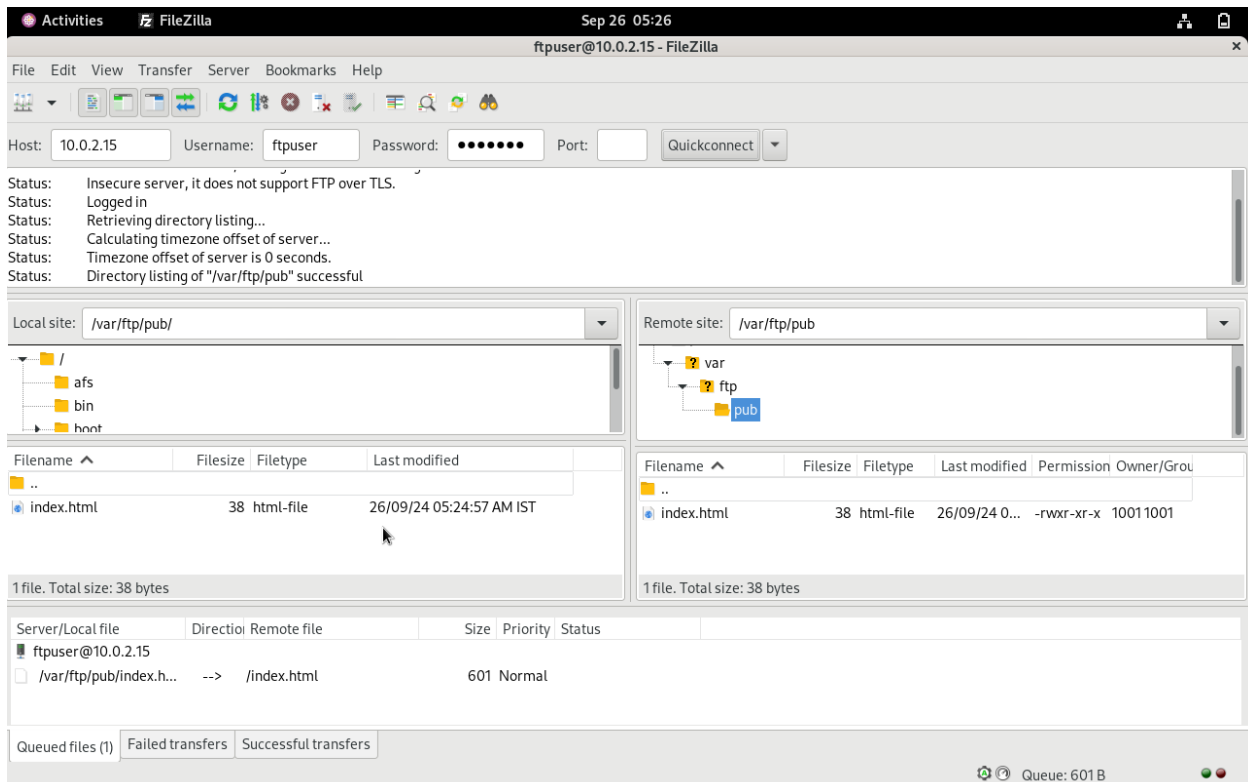 Activities FileZilla Sep 26 05:26
ftpuser@10.0.2.15 - FileZilla ×
File Edit View Transfer Server Bookmarks Help
Host: 10.0.2.15 Username: ftpuser Password: ●●●●●●● Port: Quickconnect
Status: Insecure server, it does not support FTP over TLS.
Status: Logged in
Status: Retrieving directory listing...
Status: Calculating timezone offset of server...
Status: Timezone offset of server is 0 seconds.
Status: Directory listing of "/var/ftp/pub" successful
Local site: /var/ftp/pub/
/
afs
bin
boot
Filename Filesize Filetype Last modified
..
index.html 38 html-file 26/09/24 05:24:57 AM IST
1 file. Total size: 38 bytes
Remote site: /var/ftp/pub
? var
? ftp
pub
Filename Filesize Filetype Last modified Permission Owner/Grou
..
index.html 38 html-file 26/09/24 0... -rwxr-xr-x 1001 1001
1 file. Total size: 38 bytes
Server/Local file Direction Remote file Size Priority Status
ftpuser@10.0.2.15
/var/ftp/pub/index.h... --> /index.html 601 Normal
Queued files (1) Failed transfers Successful transfers
Queue: 601 B